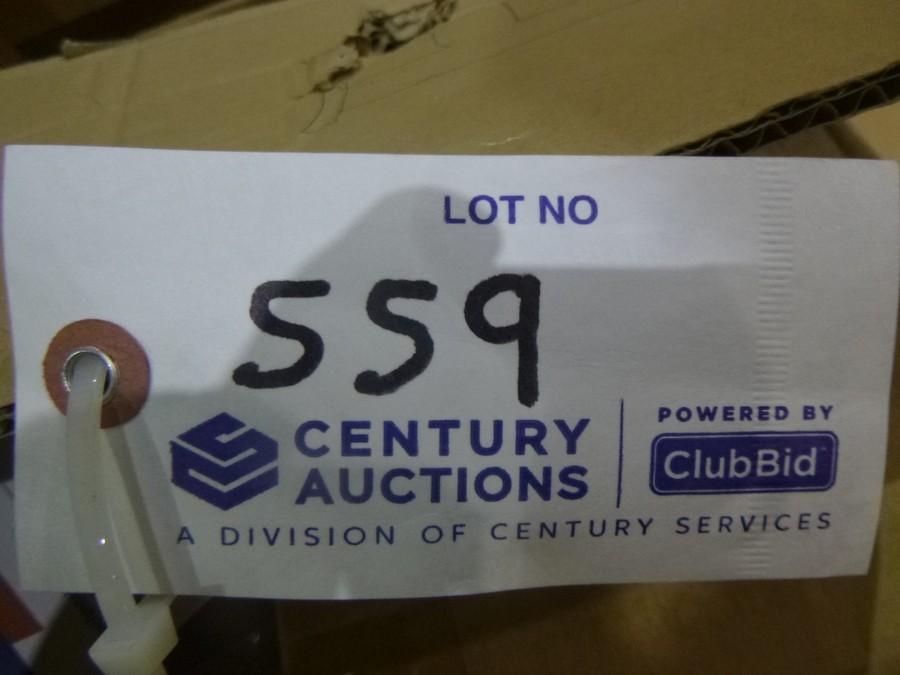 LOT NO
559
CENTURY
AUCTIONS
POWERED BY
ClubBid
A DIVISION OF CENTURY SERVICES